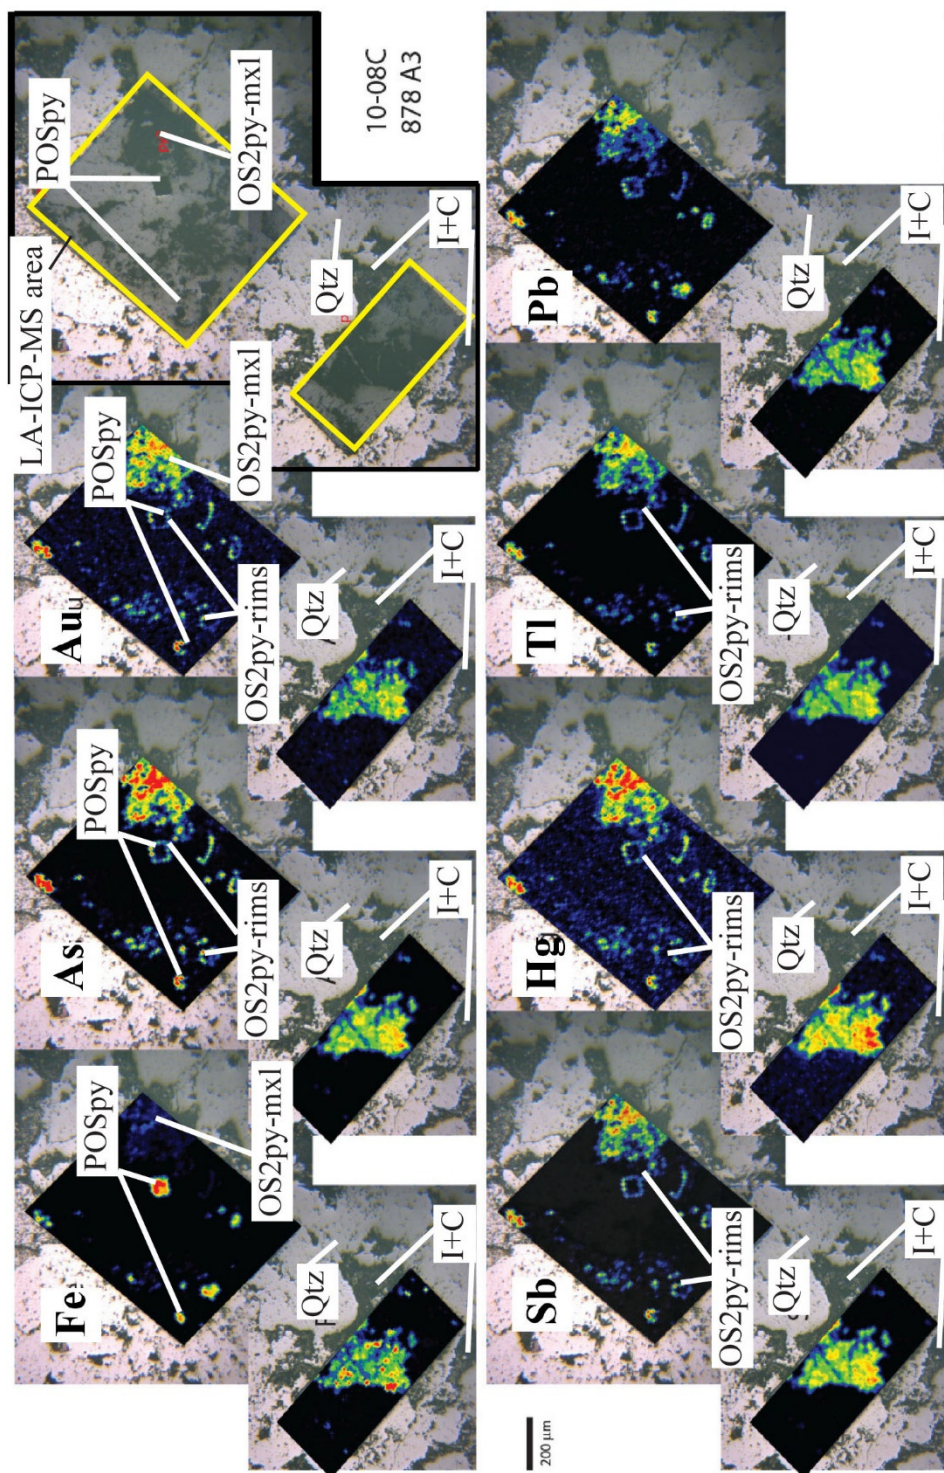 Fe
POSpy
OS2py-mxl
Qtz
I+C
As
POSpy
OS2py-rims
Qtz
I+C
Au
POSpy
OS2py-rims
OS2py-mxl
Qtz
I+C
LA-ICP-MS area
POSpy
OS2py-mxl
Qtz
I+C
10-08C
878 A3
200 µm
Sb
OS2py-rims
Qtz
I+C
Hg
OS2py-rims
Qtz
I+C
Tl
OS2py-rims
Qtz
I+C
Pb
Qtz
I+C